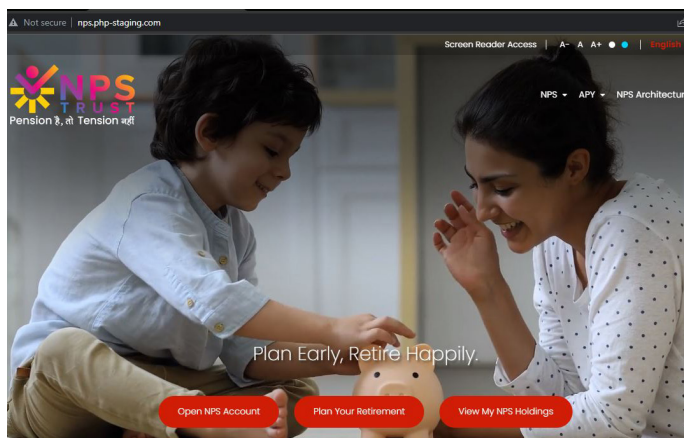 Not secure | nps.php-staging.com
Screen Reader Access | A- A A+ | English
NPS TRUST
Pension है, तो Tension नहीं
NPS APY NPS Architectur
Plan Early, Retire Happily.
Open NPS Account
Plan Your Retirement
View My NPS Holdings